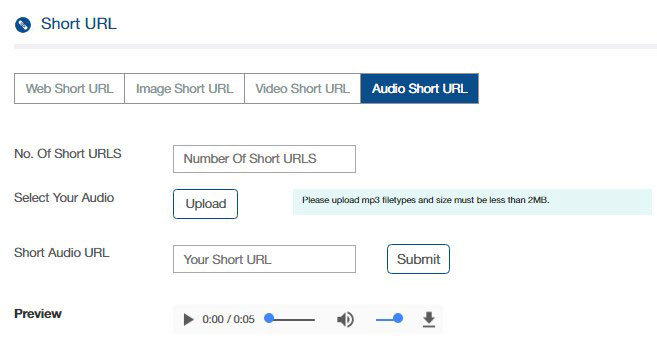 Short URL
Web Short URL Image Short URL Video Short URL Audio Short URL
No. Of Short URLS Number Of Short URLS
Select Your Audio Upload Please upload mp3 filetypes and size must be less than 2MB.
Short Audio URL Your Short URL Submit
Preview 0:00 / 0:05